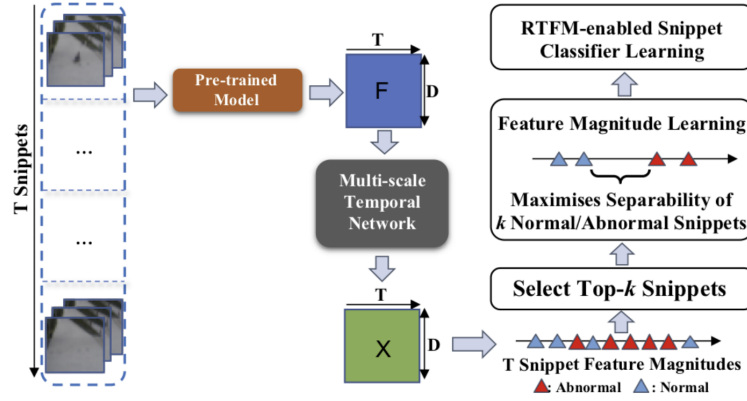 T Snippets
...
...
Pre-trained
Model
T
F
D
Multi-scale
Temporal
Network
T
X
D
RTFM-enabled Snippet
Classifier Learning
Feature Magnitude Learning
Maximises Separability of
k Normal/Abnormal Snippets
Select Top-k Snippets
T Snippet Feature Magnitudes
: Abnormal : Normal